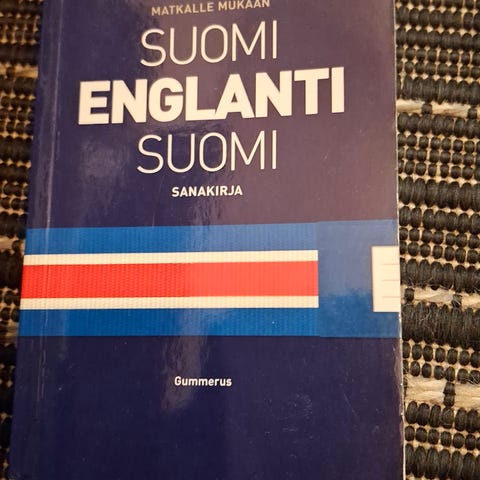 MATKALLE MUKAAN
SUOMI
ENGLANTI
SUOMI
SANAKIRJA
Gummerus